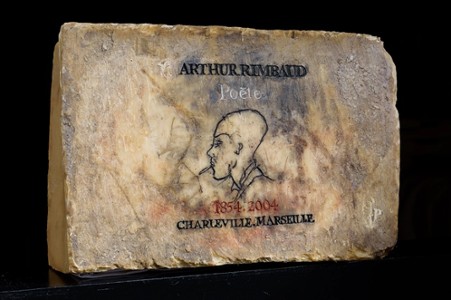 ARTHUR RIMBAUD
Poète
1854.2004
CHARLEVILLE, MARSEILLE